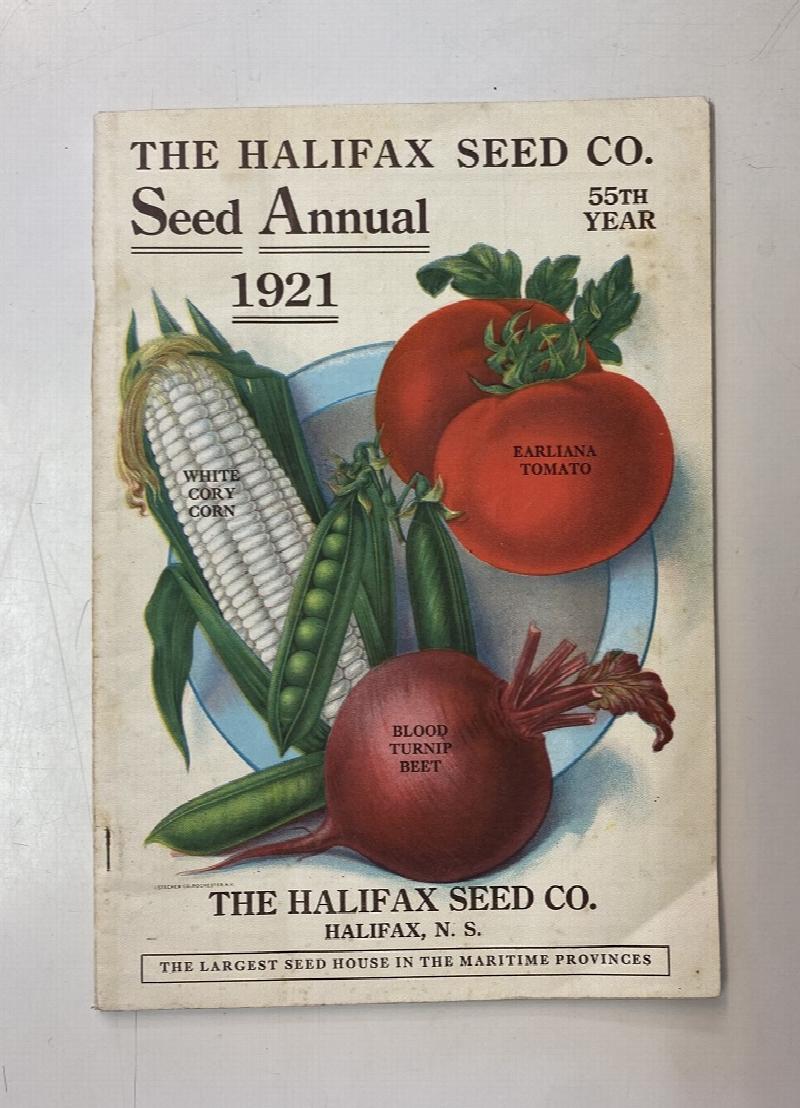 THE HALIFAX SEED CO.
Seed Annual
55TH
YEAR
1921
EARLIANA
TOMATO
WHITE
CORY
CORN
BLOOD
TURNIP
BEET
THE HALIFAX SEED CO.
HALIFAX, N. S.
THE LARGEST SEED HOUSE IN THE MARITIME PROVINCES